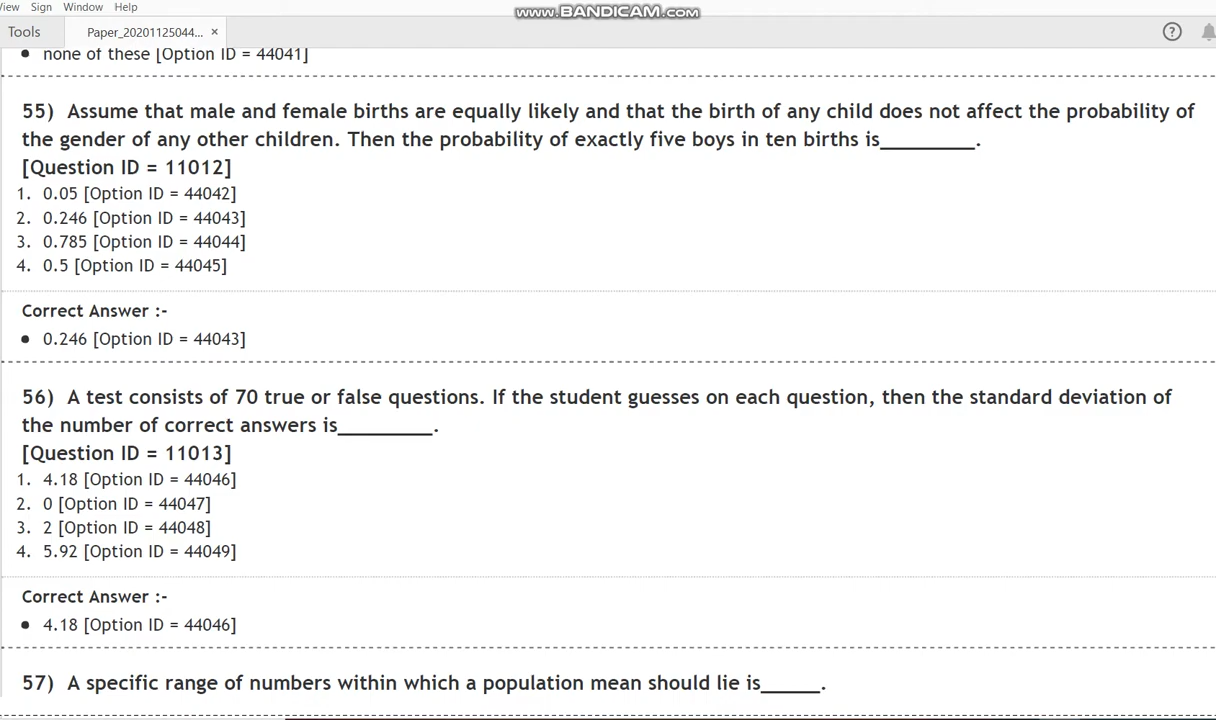 View Sign Window Help
www.BANDICAM.com
Tools Paper_20201125044... ×
?
• none of these [Option ID = 44041]
55) Assume that male and female births are equally likely and that the birth of any child does not affect the probability of
the gender of any other children. Then the probability of exactly five boys in ten births is_________.
[Question ID = 11012]
1. 0.05 [Option ID = 44042]
2. 0.246 [Option ID = 44043]
3. 0.785 [Option ID = 44044]
4. 0.5 [Option ID = 44045]
Correct Answer :-
• 0.246 [Option ID = 44043]
56) A test consists of 70 true or false questions. If the student guesses on each question, then the standard deviation of
the number of correct answers is_________.
[Question ID = 11013]
1. 4.18 [Option ID = 44046]
2. 0 [Option ID = 44047]
3. 2 [Option ID = 44048]
4. 5.92 [Option ID = 44049]
Correct Answer :-
• 4.18 [Option ID = 44046]
57) A specific range of numbers within which a population mean should lie is______.